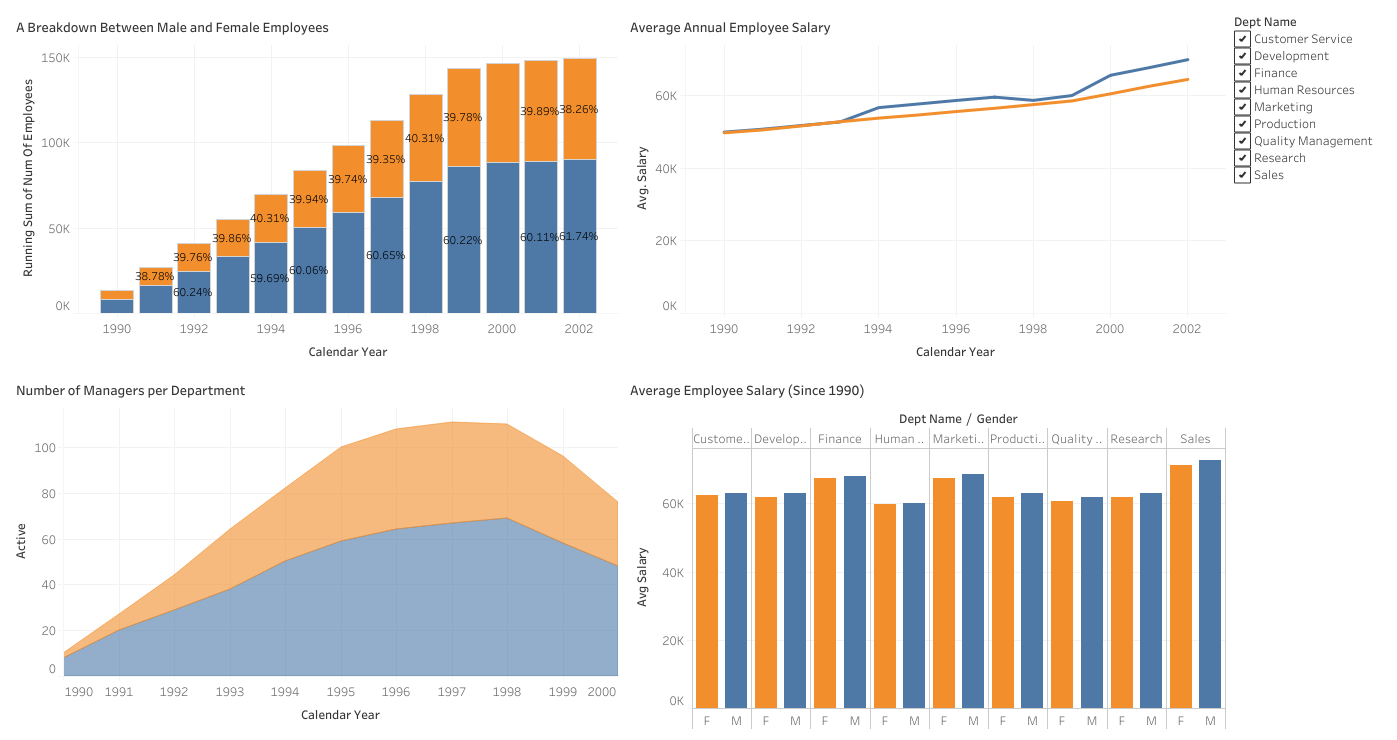 A Breakdown Between Male and Female Employees
150K
100K
50K
0K
Running Sum of Num Of Employees
38.78%
39.76%
60.24%
39.86%
40.31%
59.69%
39.94%
60.06%
39.74%
39.35%
60.65%
40.31%
39.78%
60.22%
39.89%
60.11%
38.26%
61.74%
1990 1992 1994 1996 1998 2000 2002
Calendar Year
Average Annual Employee Salary
60K
40K
20K
0K
Avg. Salary
1990 1992 1994 1996 1998 2000 2002
Calendar Year
Dept Name
Customer Service
Development
Finance
Human Resources
Marketing
Production
Quality Management
Research
Sales
Number of Managers per Department
100
80
60
40
20
0
Active
1990 1991 1992 1993 1994 1995 1996 1997 1998 1999 2000
Calendar Year
Average Employee Salary (Since 1990)
Dept Name / Gender
Custome.. Develop.. Finance Human .. Marketi.. Producti.. Quality .. Research Sales
60K
40K
20K
0K
Avg Salary
F M F M F M F M F M F M F M F M F M